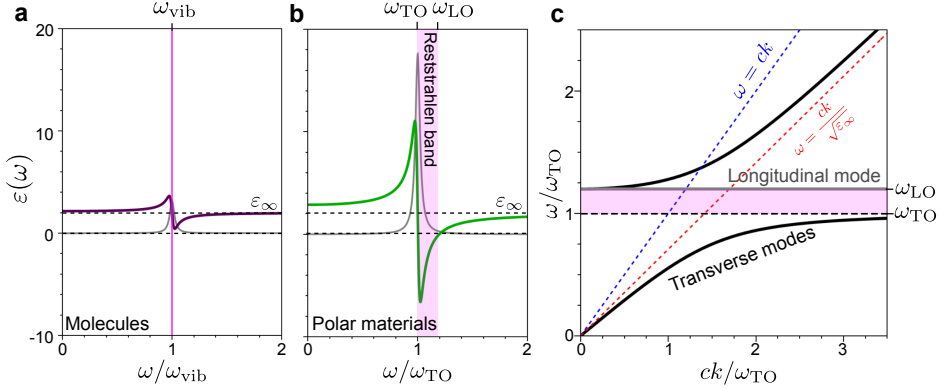 a
ω_vib
20
10
0
-10
ε(ω)
ε_∞
Molecules
0
1
2
ω/ω_vib
b
ω_TO
ω_LO
Reststrahlen band
ε_∞
Polar materials
0
1
2
ω/ω_TO
c
2
1
0
ω/ω_TO
ω = ck
ω = ck/√ε_∞
Longitudinal mode
ω_LO
ω_TO
Transverse modes
0
1
2
3
ck/ω_TO